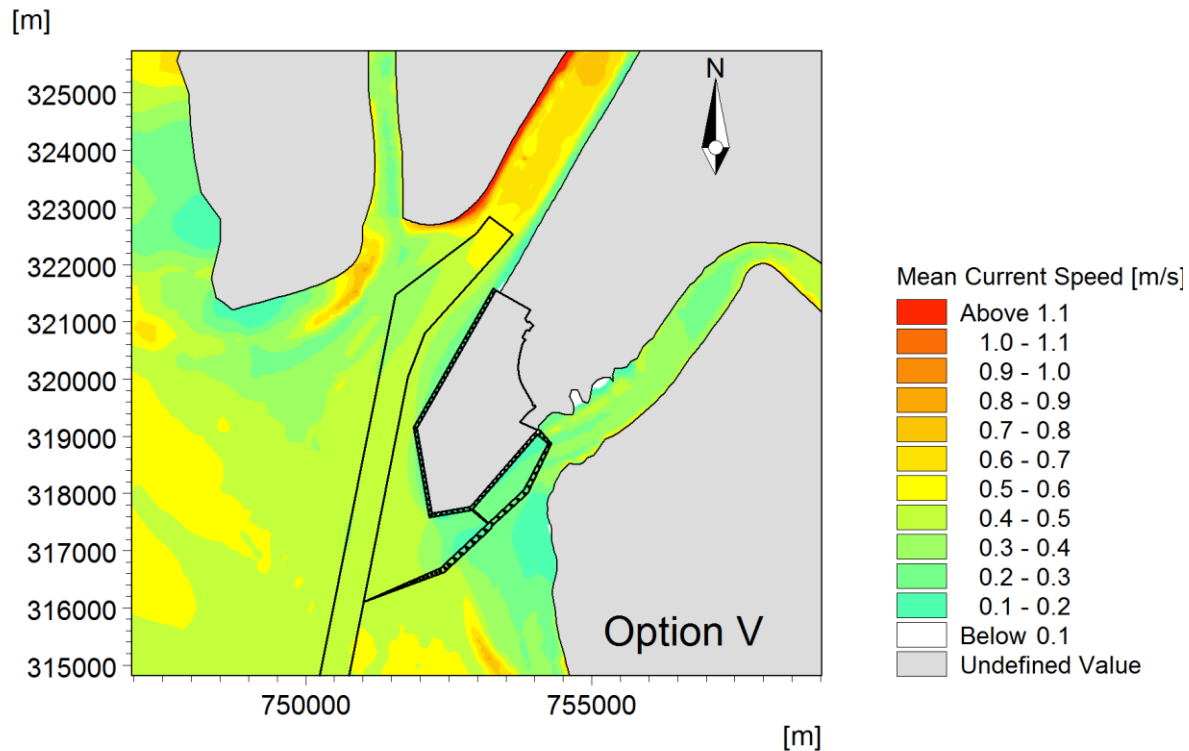 [m]
325000
324000
323000
322000
321000
320000
319000
318000
317000
316000
315000
N
Option V
750000
755000
[m]
Mean Current Speed [m/s]
Above 1.1
1.0 - 1.1
0.9 - 1.0
0.8 - 0.9
0.7 - 0.8
0.6 - 0.7
0.5 - 0.6
0.4 - 0.5
0.3 - 0.4
0.2 - 0.3
0.1 - 0.2
Below 0.1
Undefined Value